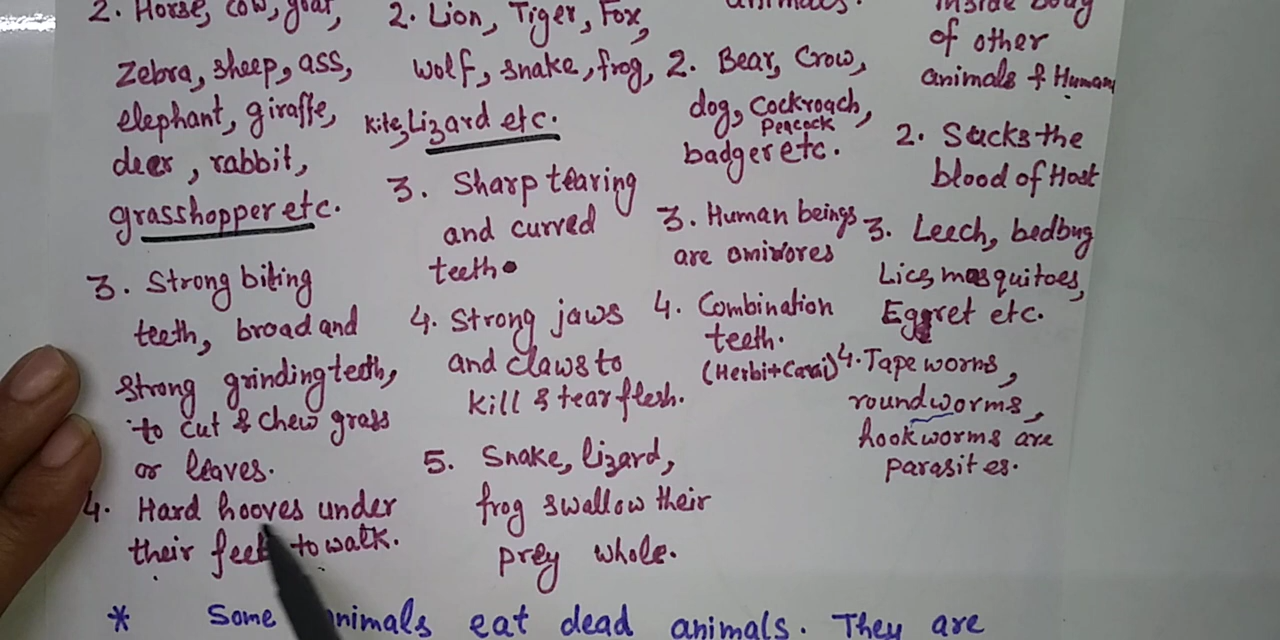 2. Horse, cow, goat,
Zebra, sheep, ass,
elephant, giraffe,
deer, rabbit,
grasshopper etc.
3. Strong biting
teeth, broad and
strong grinding teeth,
to cut & chew grass
or leaves.
4. Hard hooves under
their feet to walk.
2. Lion, Tiger, Fox,
wolf, snake, frog,
Kite, Lizard etc.
3. Sharp tearing
and curved
teeth.
4. Strong jaws
and claws to
kill & tear flesh.
5. Snake, lizard,
frog swallow their
prey whole.
animals.
2. Bear, Crow,
dog, Cockroach,
Peacock
badger etc.
3. Human beings
are omivores
4. Combination
teeth.
(Herbi+Carni)
inside body
of other
animals & Humans
2. Sucks the
blood of Host
3. Leech, bedbug
Lice, mosquitoes,
Eggret etc.
4. Tape worms,
roundworms,
hookworms are
parasites.
* Some animals eat dead animals. They are